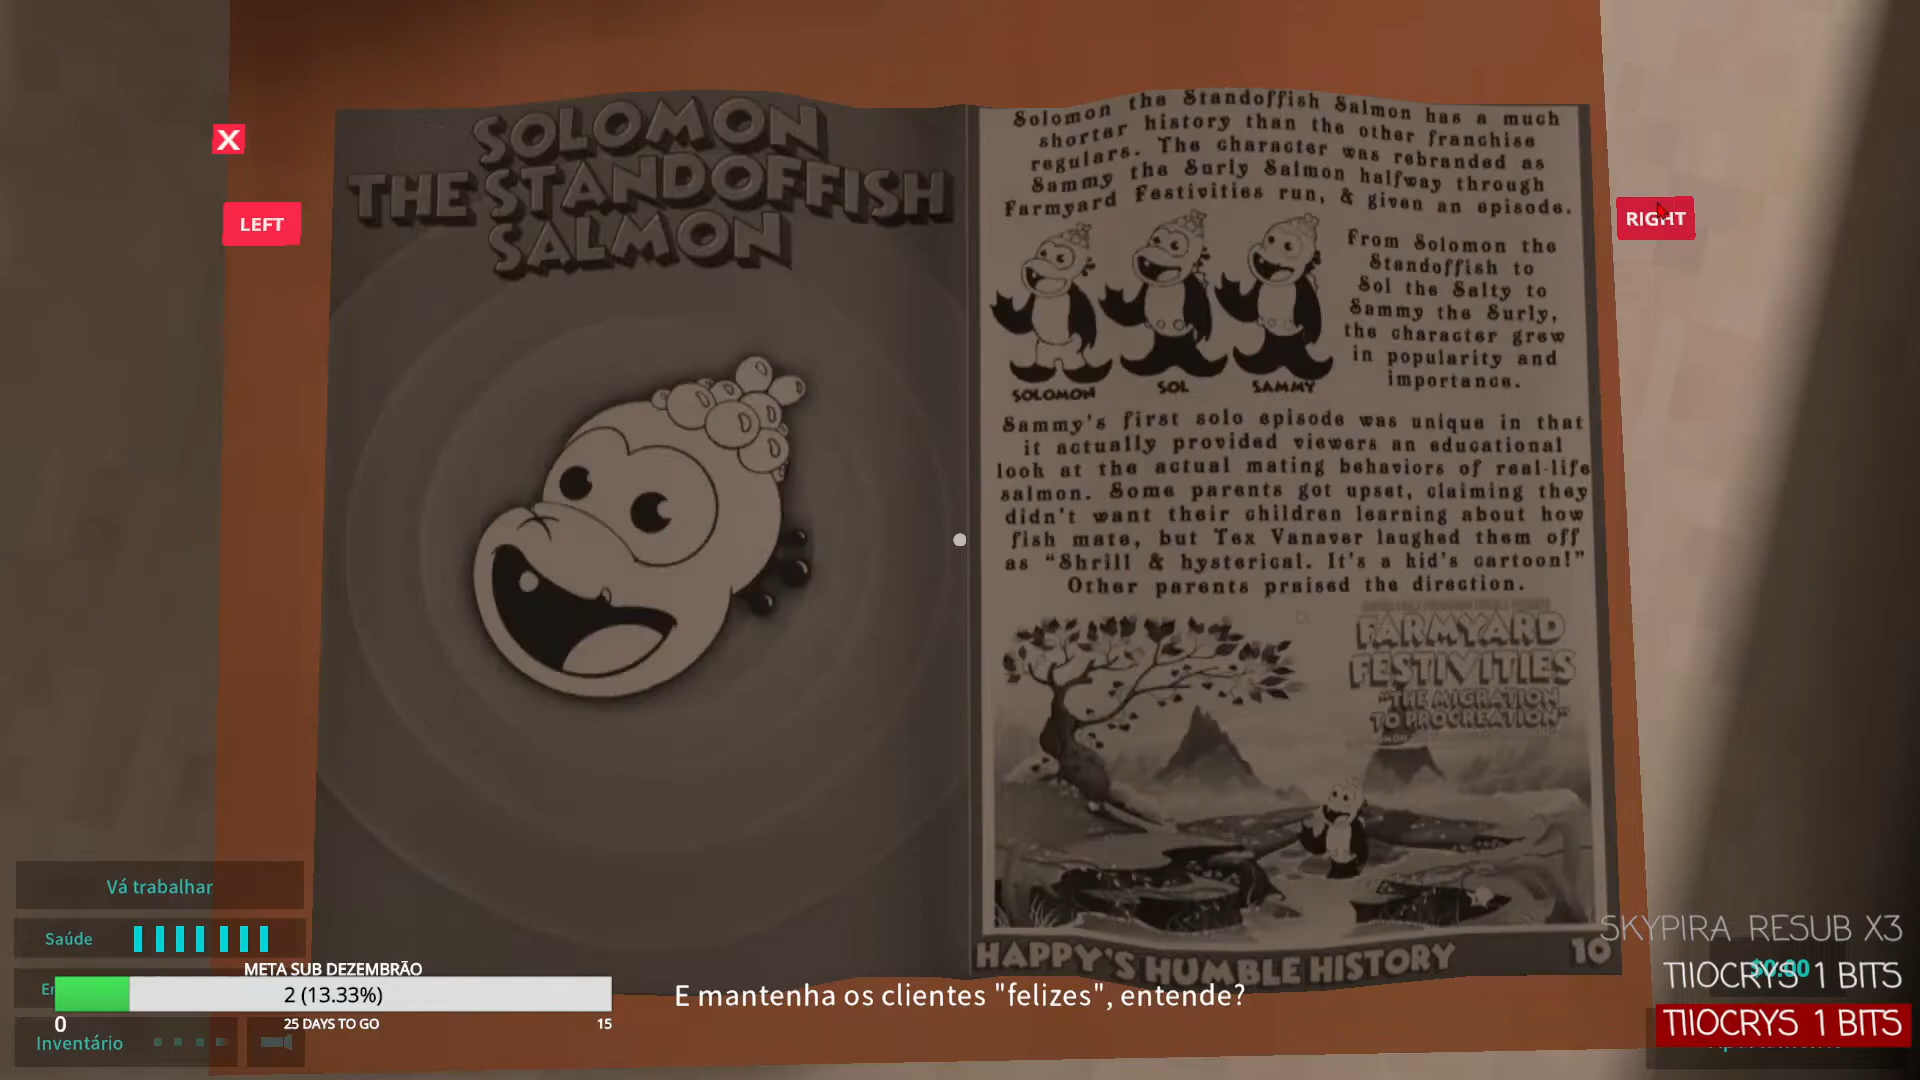 SOLOMON
THE STANDOFFISH
SALMON
X
LEFT
RIGHT
Solomon the Standoffish Salmon has a much
shorter history than the other franchise
regulars. The character was rebranded as
Sammy the Surly Salmon halfway through
Farmyard Festivities run, & given an episode.
From Solomon the
Standoffish to
Sol the Salty to
Sammy the Surly,
the character grew
in popularity and
importance.
SOLOMON
SOL
SAMMY
Sammy's first solo episode was unique in that
it actually provided viewers an educational
look at the actual mating behaviors of real-life
salmon. Some parents got upset, claiming they
didn't want their children learning about how
fish mate, but Tex Vanaver laughed them off
as "Shrill & hysterical. It's a kid's cartoon!"
Other parents praised the direction.
FARMYARD
FESTIVITIES
"THE MIGRATION
TO PROCREATION"
HAPPY'S HUMBLE HISTORY
10
Vá trabalhar
Saúde
META SUB DEZEMBRÃO
2 (13.33%)
0
25 DAYS TO GO
15
Inventário
E mantenha os clientes "felizes", entende?
SKYPIRA RESUB X3
$0.00
TIIOCRYS 1 BITS
TIIOCRYS 1 BITS